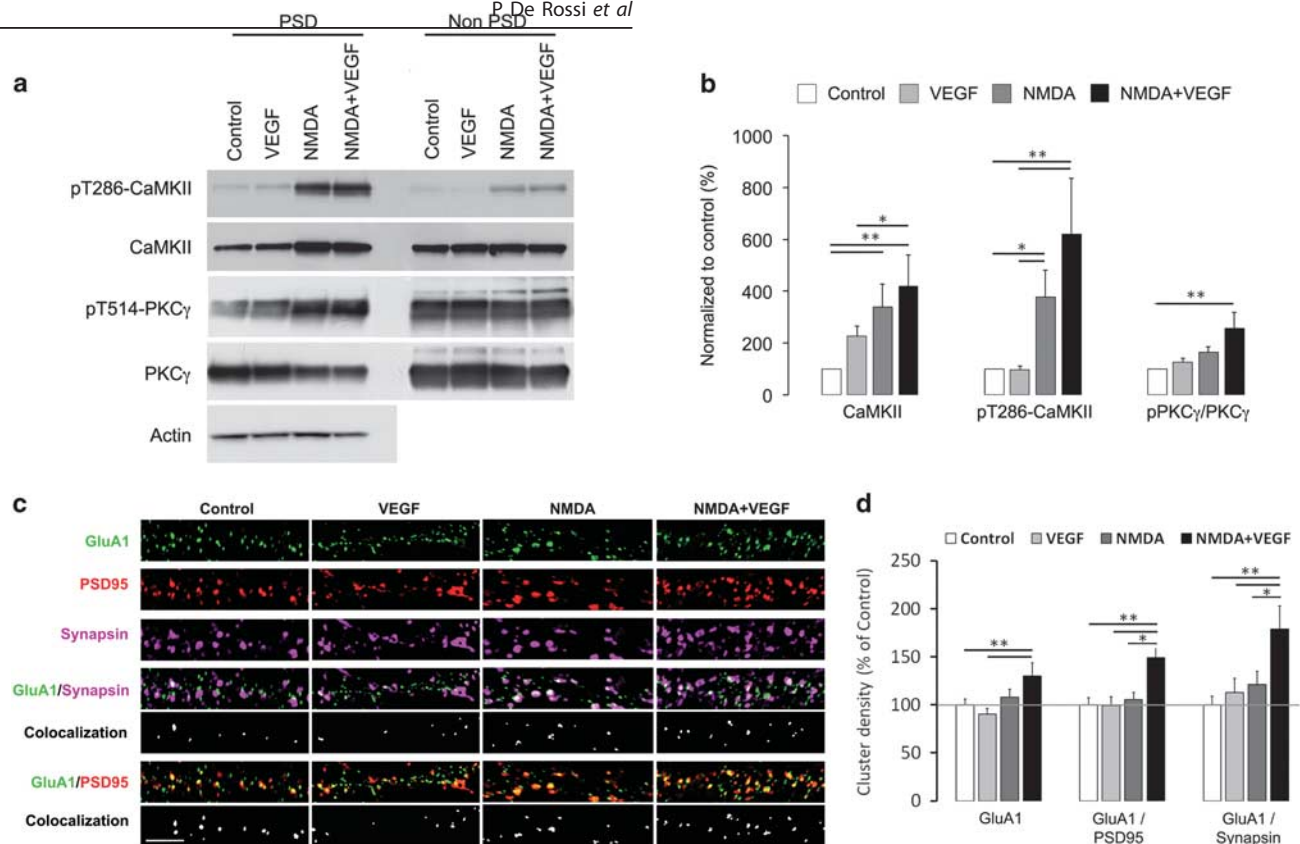 P De Rossi et al
PSD
Non PSD
a
Control
VEGF
NMDA
NMDA+VEGF
Control
VEGF
NMDA
NMDA+VEGF
pT286-CaMKII
CaMKII
pT514-PKCγ
PKCγ
Actin
b
Control VEGF NMDA NMDA+VEGF
Normalized to control (%)
1000
800
600
400
200
0
*
**
**
*
**
CaMKII
pT286-CaMKII
pPKCγ/PKCγ
c
Control VEGF NMDA NMDA+VEGF
GluA1
PSD95
Synapsin
GluA1/Synapsin
Colocalization
GluA1/PSD95
Colocalization
d
Control VEGF NMDA NMDA+VEGF
Cluster density (% of Control)
250
200
150
100
50
0
**
**
*
**
*
GluA1
GluA1 /
PSD95
GluA1 /
Synapsin